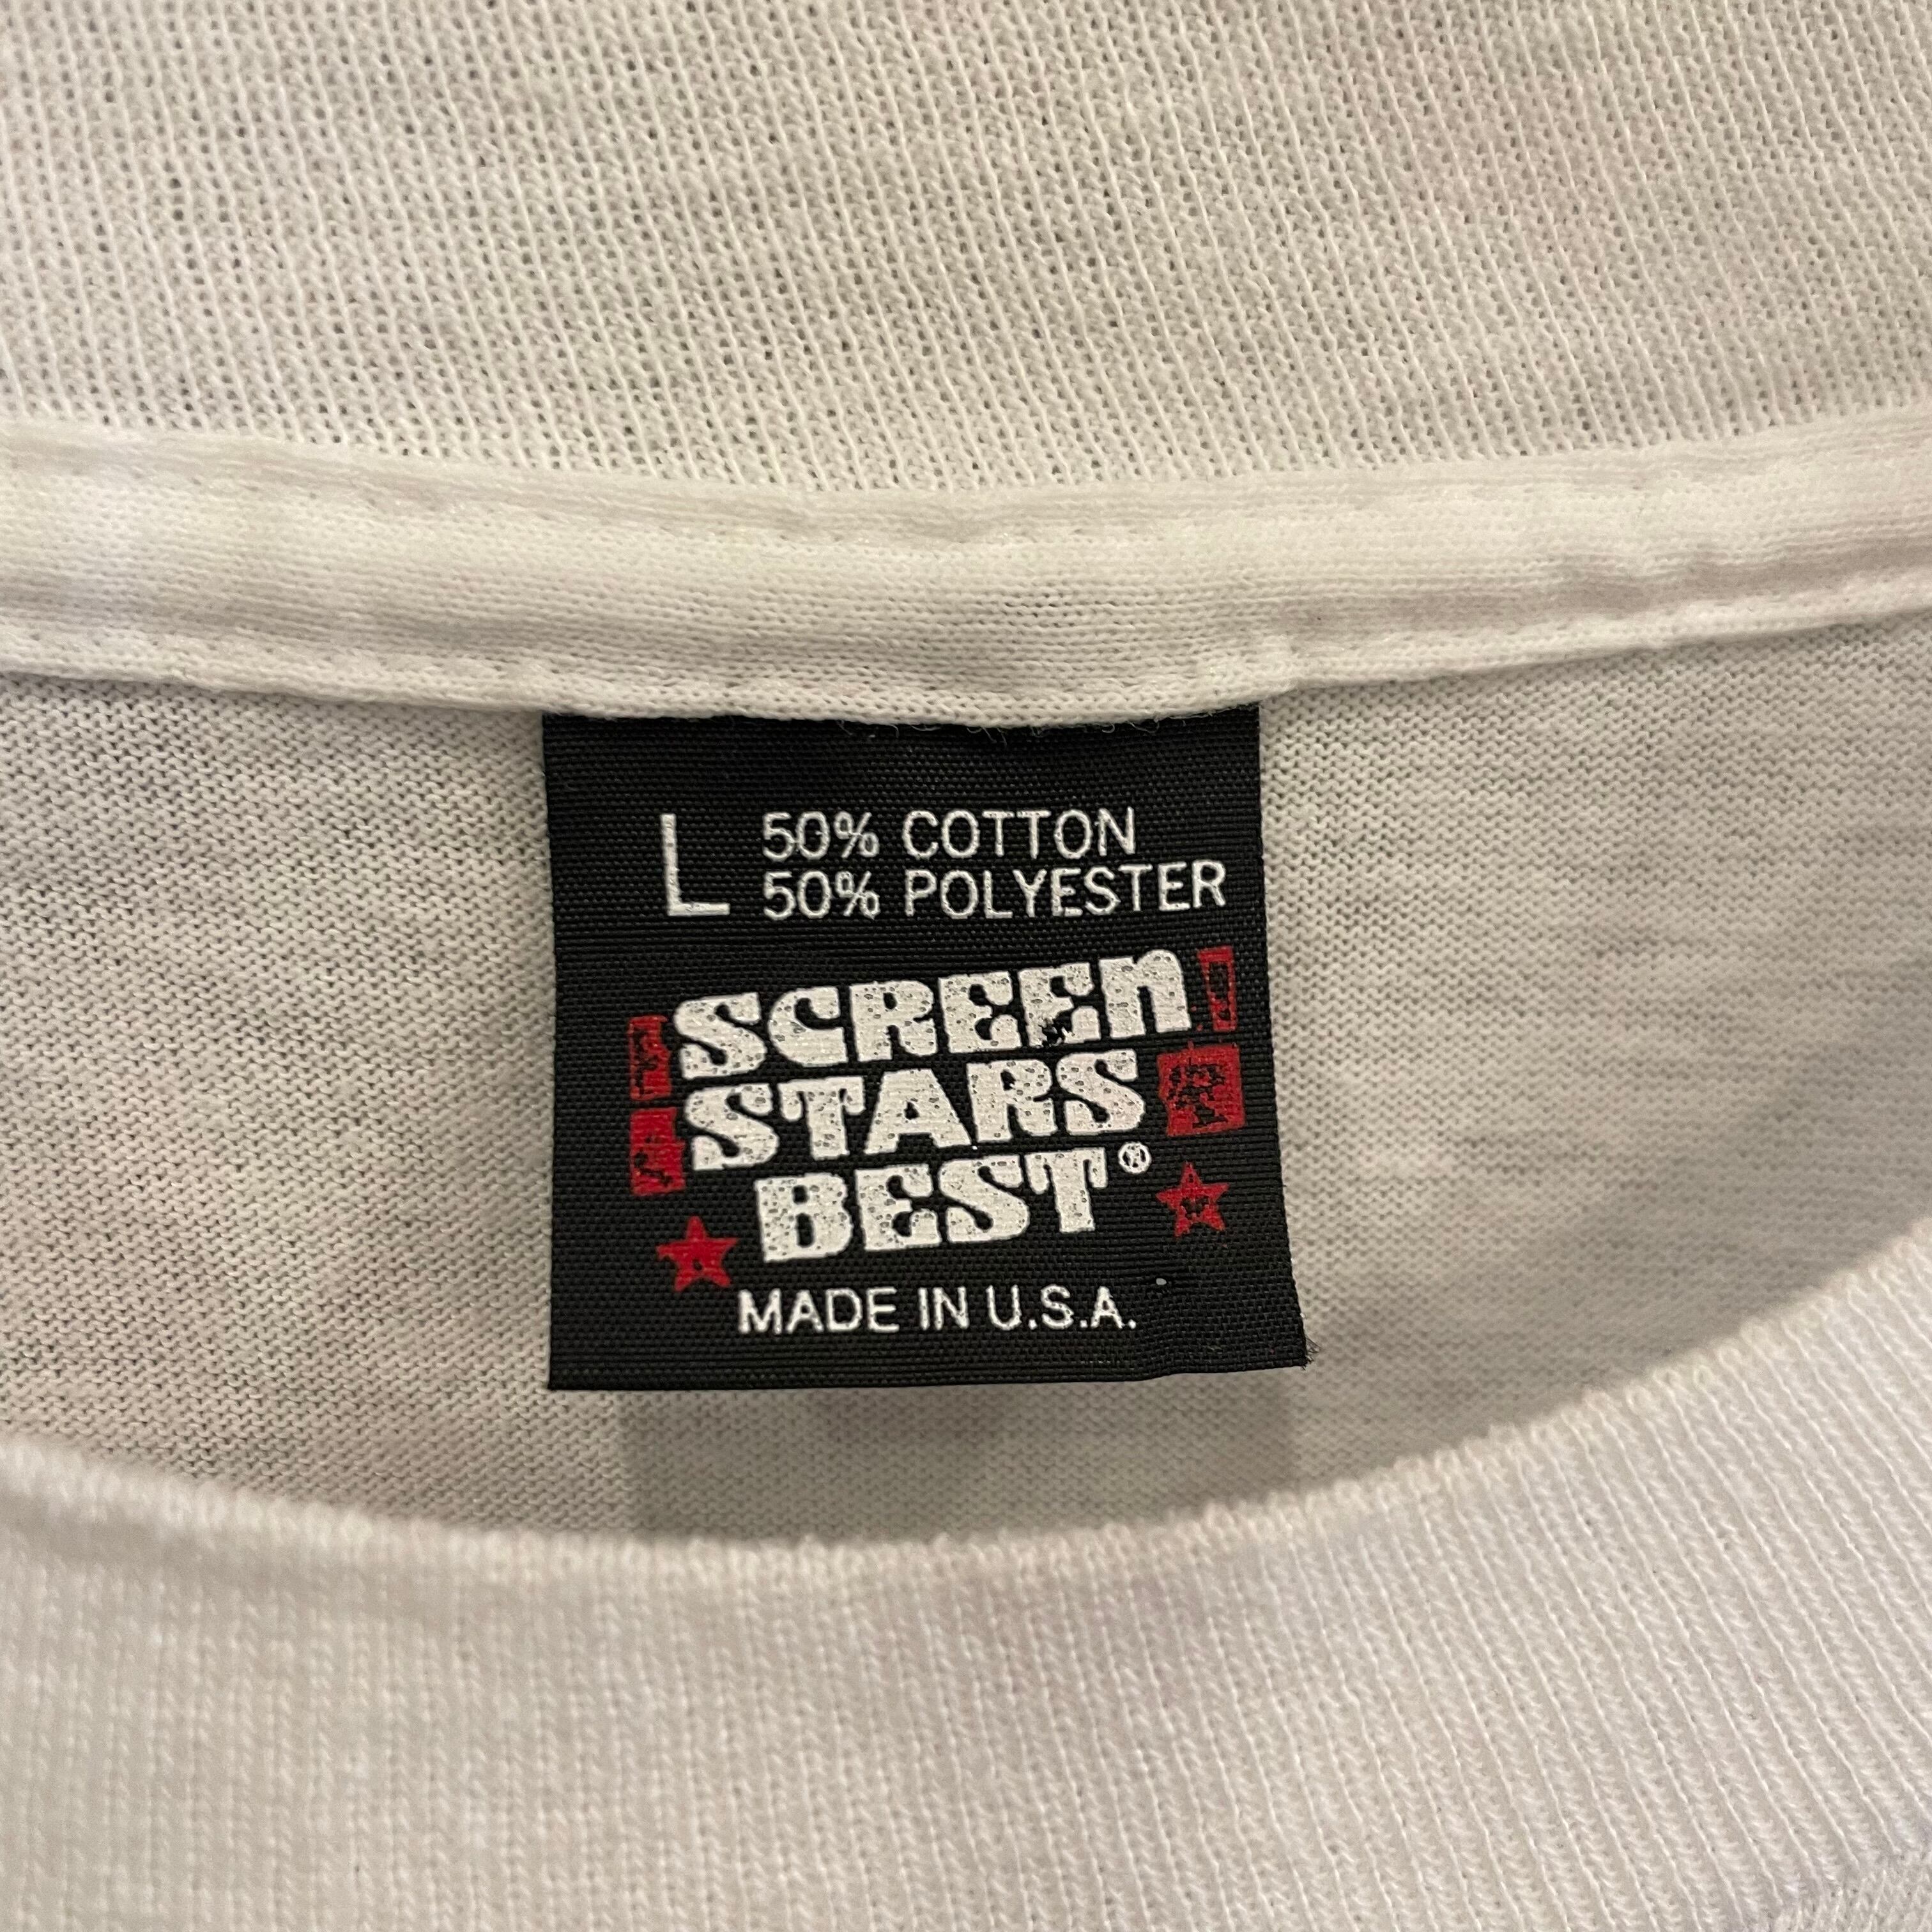 L 50% COTTON
50% POLYESTER
SCREEN
STARS
BEST®
MADE IN U.S.A.